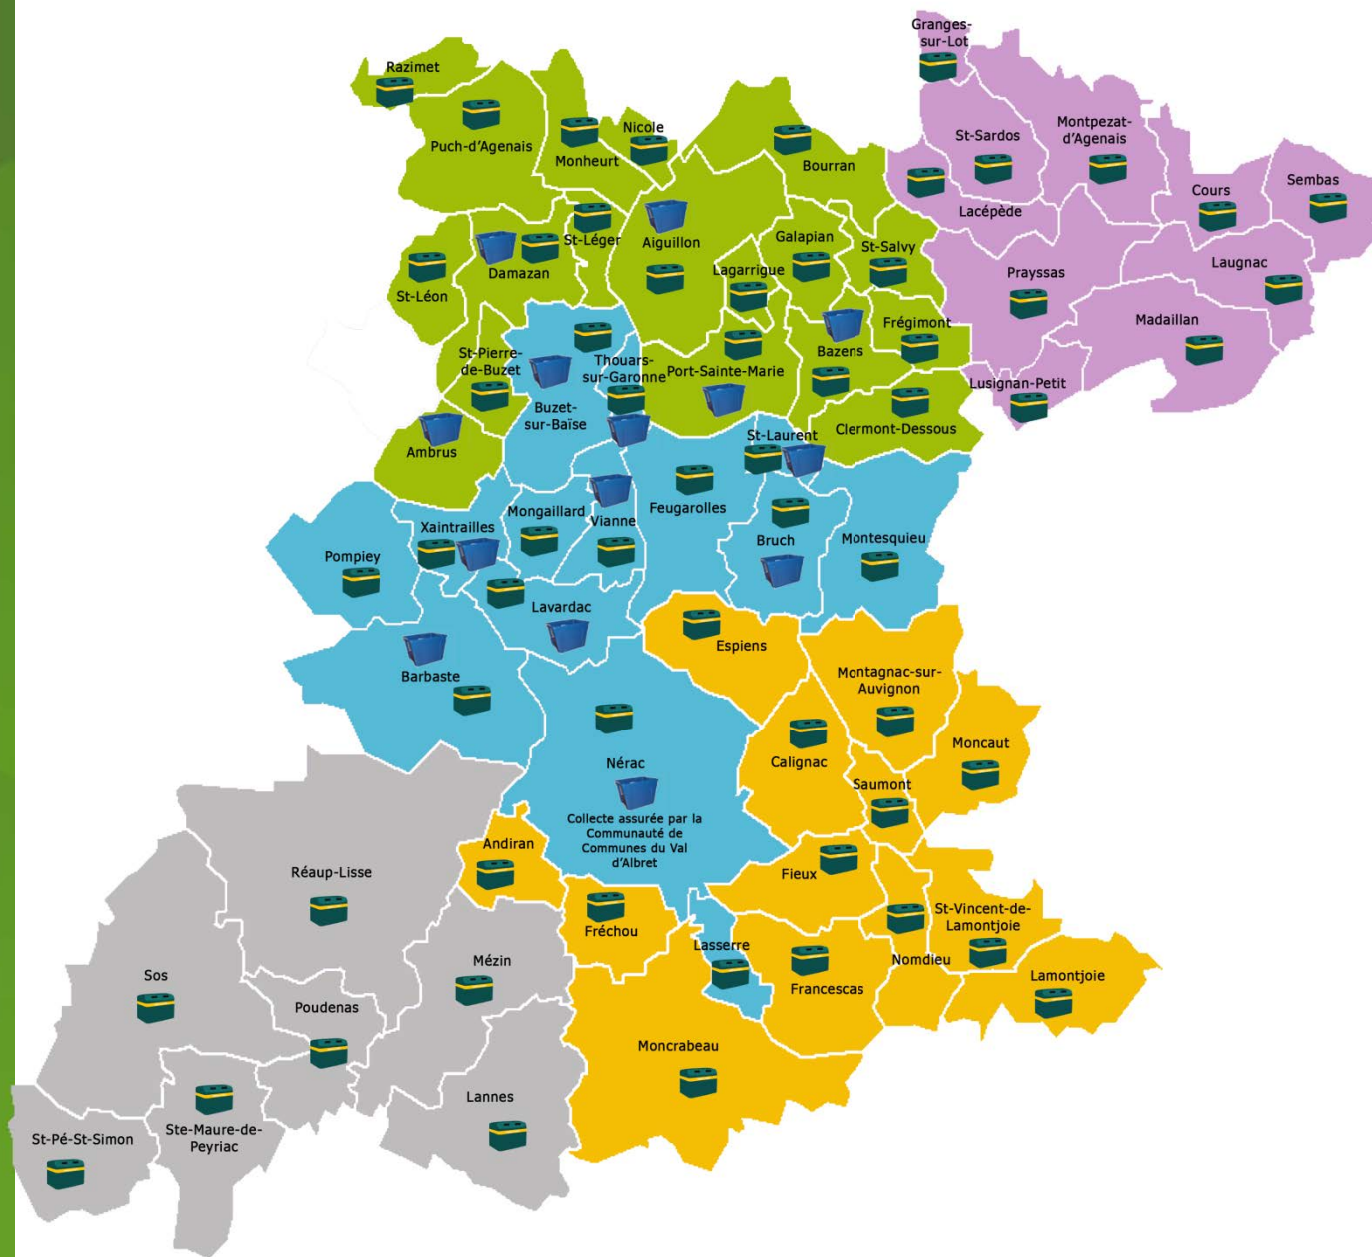 Granges-
sur-Lot
Razimet
Puch-d'Agenais
Monheurt
Nicole
Bourran
St-Sardos
Montpezat-
d'Agenais
Lacépède
Cours
Sembas
St-Léger
Damazan
Aiguillon
Galapian
St-Salvy
Lagarrigue
St-Léon
Prayssas
Laugnac
Madaillan
Frégimont
Bazens
St-Pierre-
de-Buzet
Thouars-
sur-Garonne
Port-Sainte-Marie
Lusignan-Petit
Buzet-
sur-Baïse
Clermont-Dessous
Ambrus
St-Laurent
Xaintrailles
Mongaillard
Vianne
Feugarolles
Bruch
Montesquieu
Pompiey
Lavardac
Espiens
Barbaste
Montagnac-sur-
Auvignon
Moncaut
Calignac
Nérac
Saumont
Collecte assurée par la
Communauté de
Communes du Val
d'Albret
Andiran
Réaup-Lisse
Fieux
St-Vincent-de-
Lamontjoie
Fréchou
Lasserre
Nomdieu
Mézin
Sos
Francescas
Lamontjoie
Poudenas
Moncrabeau
Lannes
St-Pé-St-Simon
Ste-Maure-de-
Peyriac